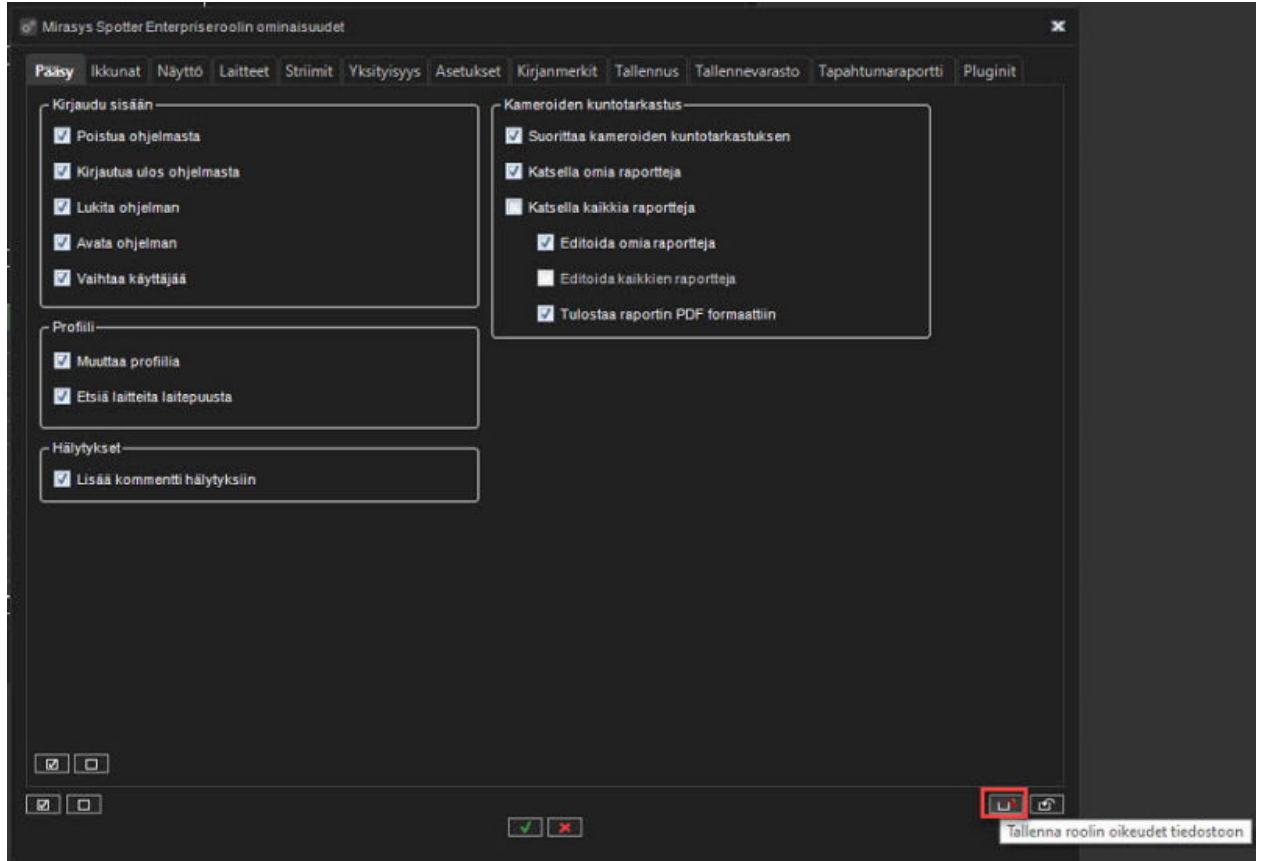 Mirasys Spotter Enterpriseroolin ominaisuudet
Pääsy Ikkunat Näyttö Laitteet Striimit Yksityisyys Asetukset Kirjanmerkit Tallennus Tallennevarasto Tapahtumaraportti Pluginit
Kirjaudu sisään
Poistua ohjelmasta
Kirjautua ulos ohjelmasta
Lukita ohjelman
Avata ohjelman
Vaihtaa käyttäjää
Profiili
Muuttaa profiilia
Etsiä laitteita laitepuusta
Hälytykset
Lisää kommentti hälytyksiin
Kameroiden kuntotarkastus
Suorittaa kameroiden kuntotarkastuksen
Katsella omia raportteja
Katsella kaikkia raportteja
Editoida omia raportteja
Editoida kaikkien raportteja
Tulostaa raportin PDF formaattiin
Tallenna roolin oikeudet tiedostoon